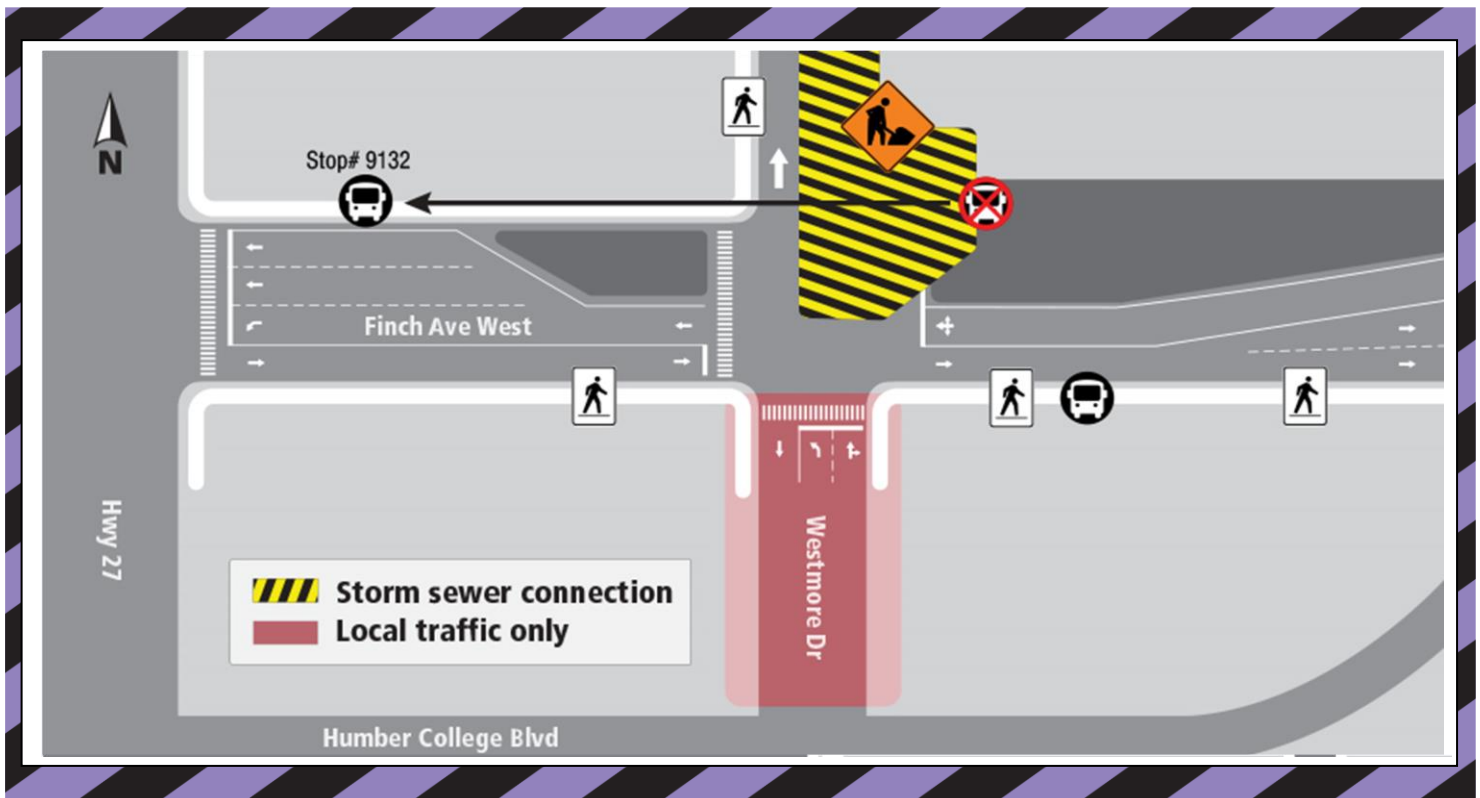 N
Stop# 9132
Finch Ave West
Hwy 27
Westmore Dr
Storm sewer connection
Local traffic only
Humber College Blvd